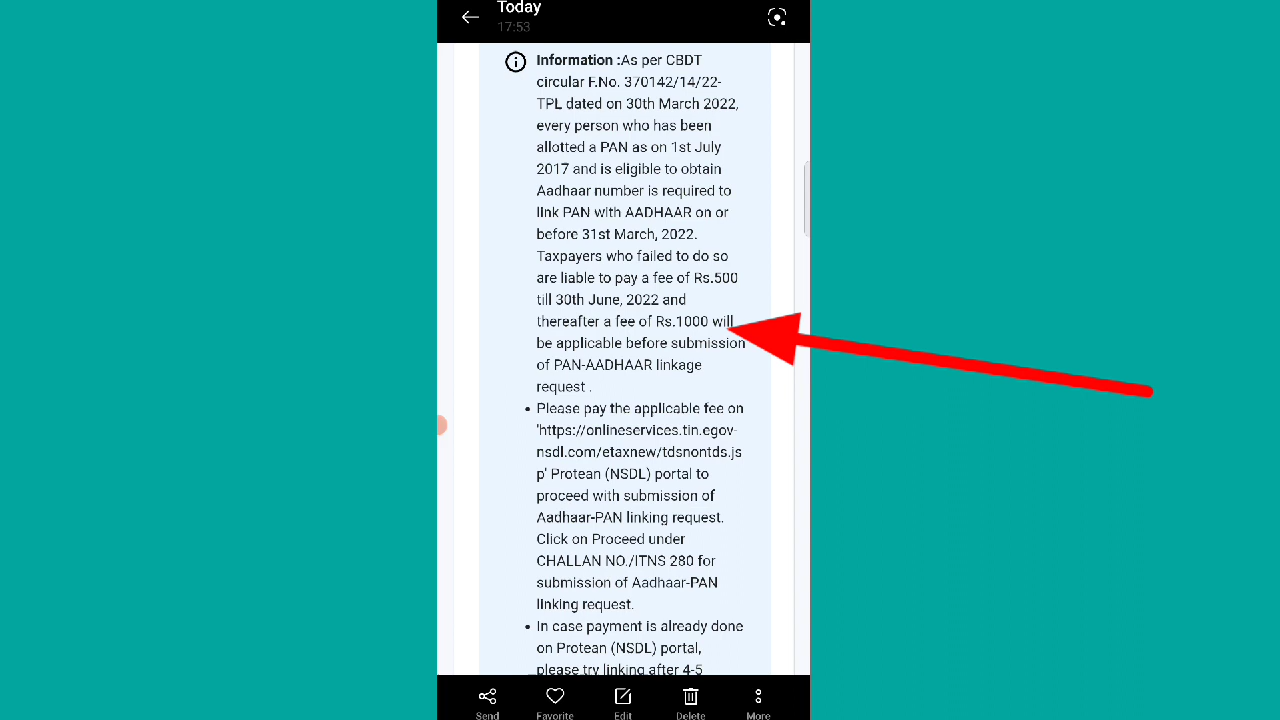 Today
17:53
Information :As per CBDT
circular F.No. 370142/14/22-
TPL dated on 30th March 2022,
every person who has been
allotted a PAN as on 1st July
2017 and is eligible to obtain
Aadhaar number is required to
link PAN with AADHAAR on or
before 31st March, 2022.
Taxpayers who failed to do so
are liable to pay a fee of Rs.500
till 30th June, 2022 and
thereafter a fee of Rs.1000 will
be applicable before submission
of PAN-AADHAAR linkage
request .
• Please pay the applicable fee on
'https://onlineservices.tin.egov-
nsdl.com/etaxnew/tdsnontds.js
p' Protean (NSDL) portal to
proceed with submission of
Aadhaar-PAN linking request.
Click on Proceed under
CHALLAN NO./ITNS 280 for
submission of Aadhaar-PAN
linking request.
• In case payment is already done
on Protean (NSDL) portal,
please try linking after 4-5
Send Favorite Edit Delete More